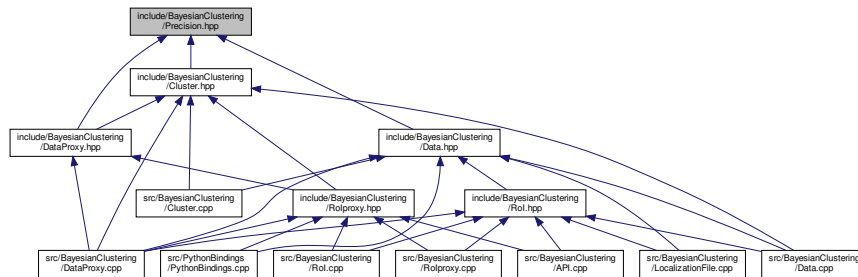 include/BayesianClustering
/Precision.hpp
include/BayesianClustering
/Cluster.hpp
include/BayesianClustering
/DataProxy.hpp
include/BayesianClustering
/Data.hpp
src/BayesianClustering
/Cluster.cpp
include/BayesianClustering
/RoIproxy.hpp
include/BayesianClustering
/RoI.hpp
src/BayesianClustering
/DataProxy.cpp
src/PythonBindings
/PythonBindings.cpp
src/BayesianClustering
/RoI.cpp
src/BayesianClustering
/RoIproxy.cpp
src/BayesianClustering
/API.cpp
src/BayesianClustering
/LocalizationFile.cpp
src/BayesianClustering
/Data.cpp